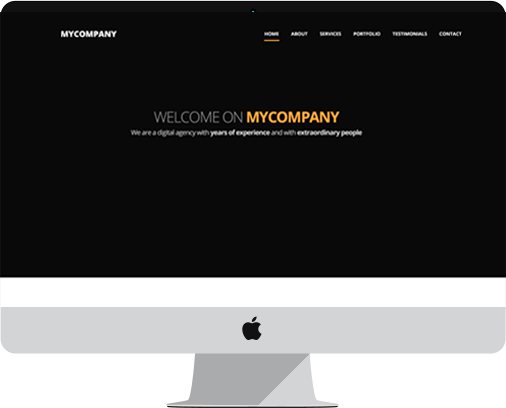 MYCOMPANY HOME ABOUT SERVICES PORTFOLIO TESTIMONIALS CONTACT
WELCOME ON MYCOMPANY
We are a digital agency with years of experience and with extraordinary people